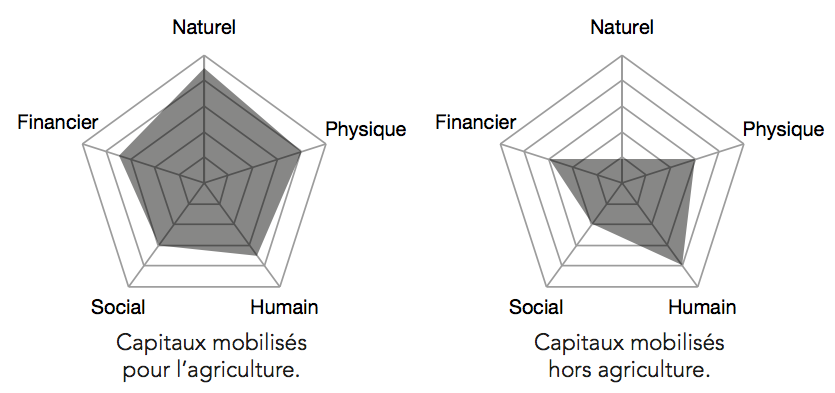 Naturel
Financier
Physique
Social
Humain
Capitaux mobilisés
pour l’agriculture.
Naturel
Financier
Physique
Social
Humain
Capitaux mobilisés
hors agriculture.